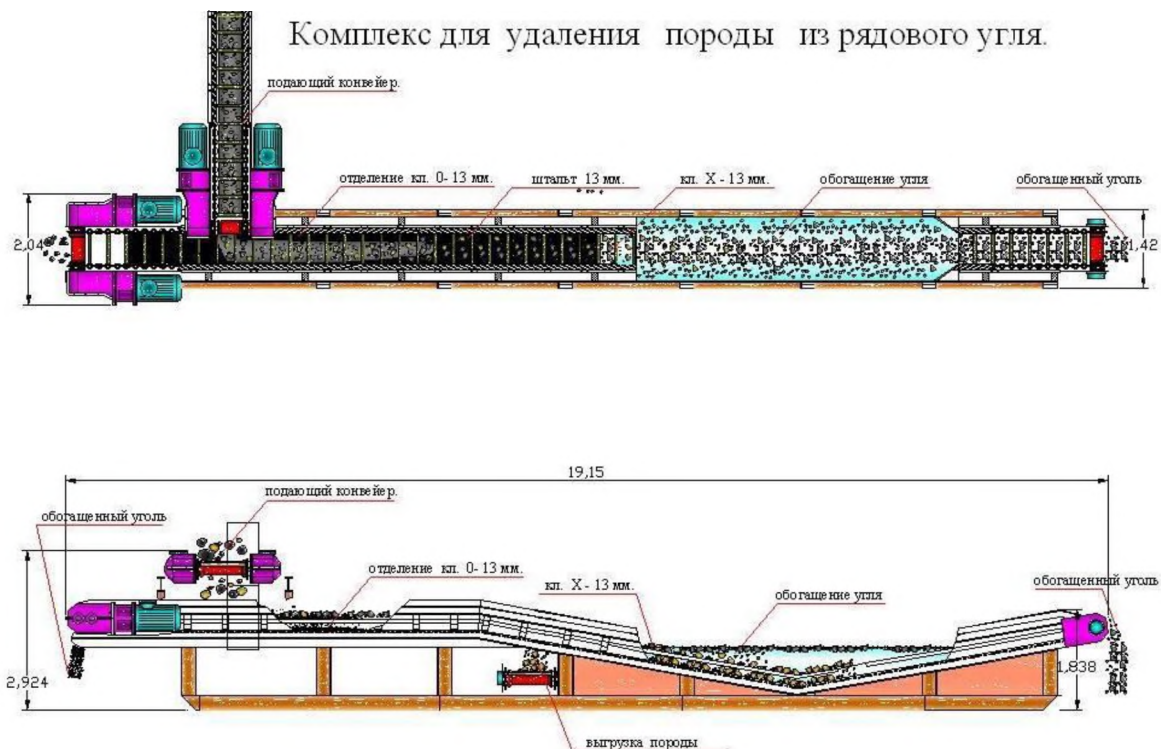 Комплекс для удаления породы из рядового угля.
подающий конвейер.
отделение кл. 0- 13 мм.
штальт 13 мм.
кл. X - 13 мм.
обогащение угля
обогащенный уголь
2,04
1,42
19,15
подающий конвейер.
обогащенный уголь
отделение кл. 0- 13 мм.
кл. X - 13 мм.
обогащение угля
обогащенный уголь
2,924
1,838
выгрузка породы